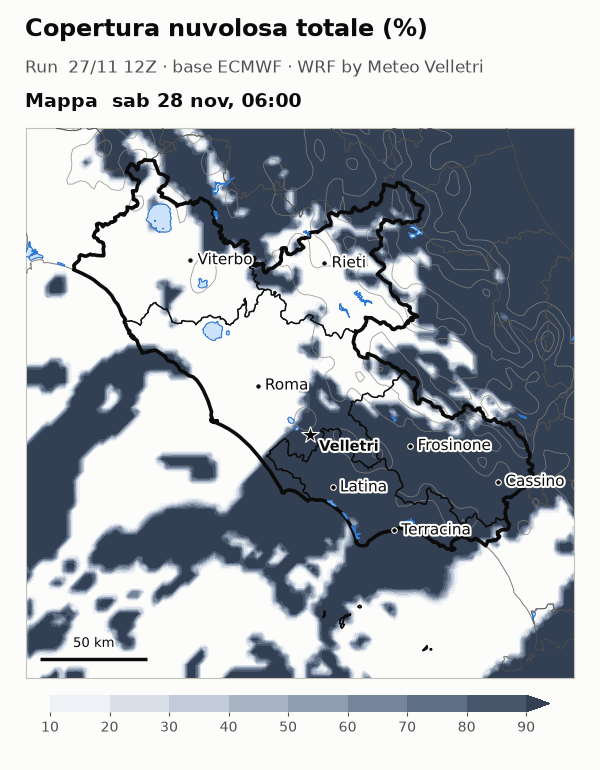 Copertura nuvolosa totale (%)
Run  27/11 12Z · base ECMWF · WRF by Meteo Velletri
Mappa  sab 28 nov, 06:00
Viterbo
Rieti
Roma
Velletri
Frosinone
Cassino
Latina
Terracina
50 km
10 20 30 40 50 60 70 80 90